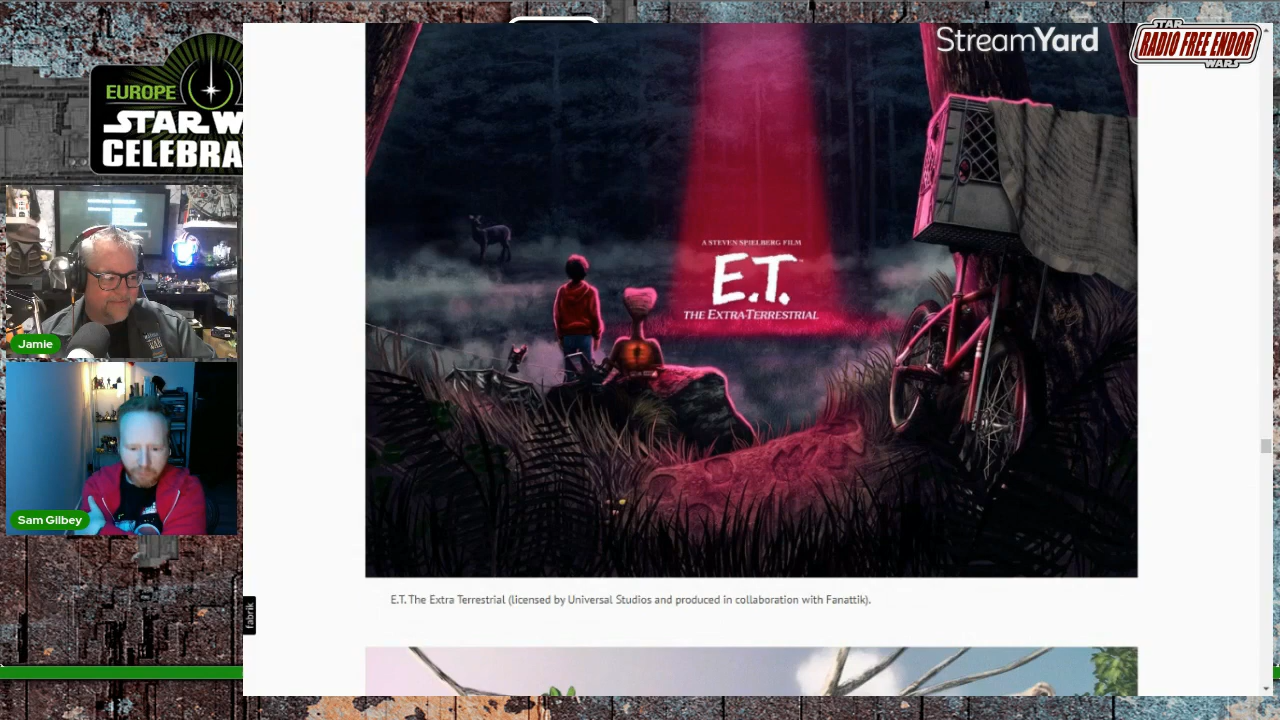 StreamYard
STAR
RADIO FREE ENDOR
WARS
EUROPE
STAR W
CELEBRA
A STEVEN SPIELBERG FILM
E.T.
THE EXTRA-TERRESTRIAL
Jamie
Sam Gilbey
E.T. The Extra Terrestrial (licensed by Universal Studios and produced in collaboration with Fanattik).
fabrik